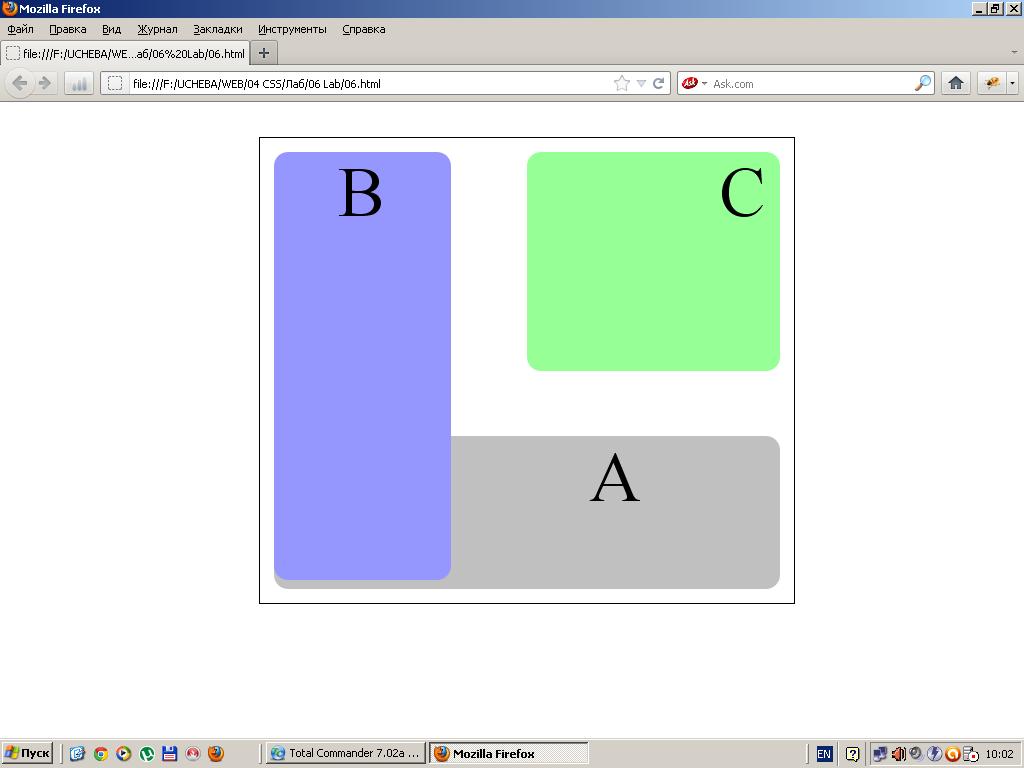 Mozilla Firefox
Файл Правка Вид Журнал Закладки Инструменты Справка
file:///F:/UCHEBA/WE...аб/06%20Lab/06.html
file:///F:/UCHEBA/WEB/04 CSS/Лаб/06 Lab/06.html Ask Ask.com
B C
A
Пуск Total Commander 7.02a ... Mozilla Firefox EN 10:02